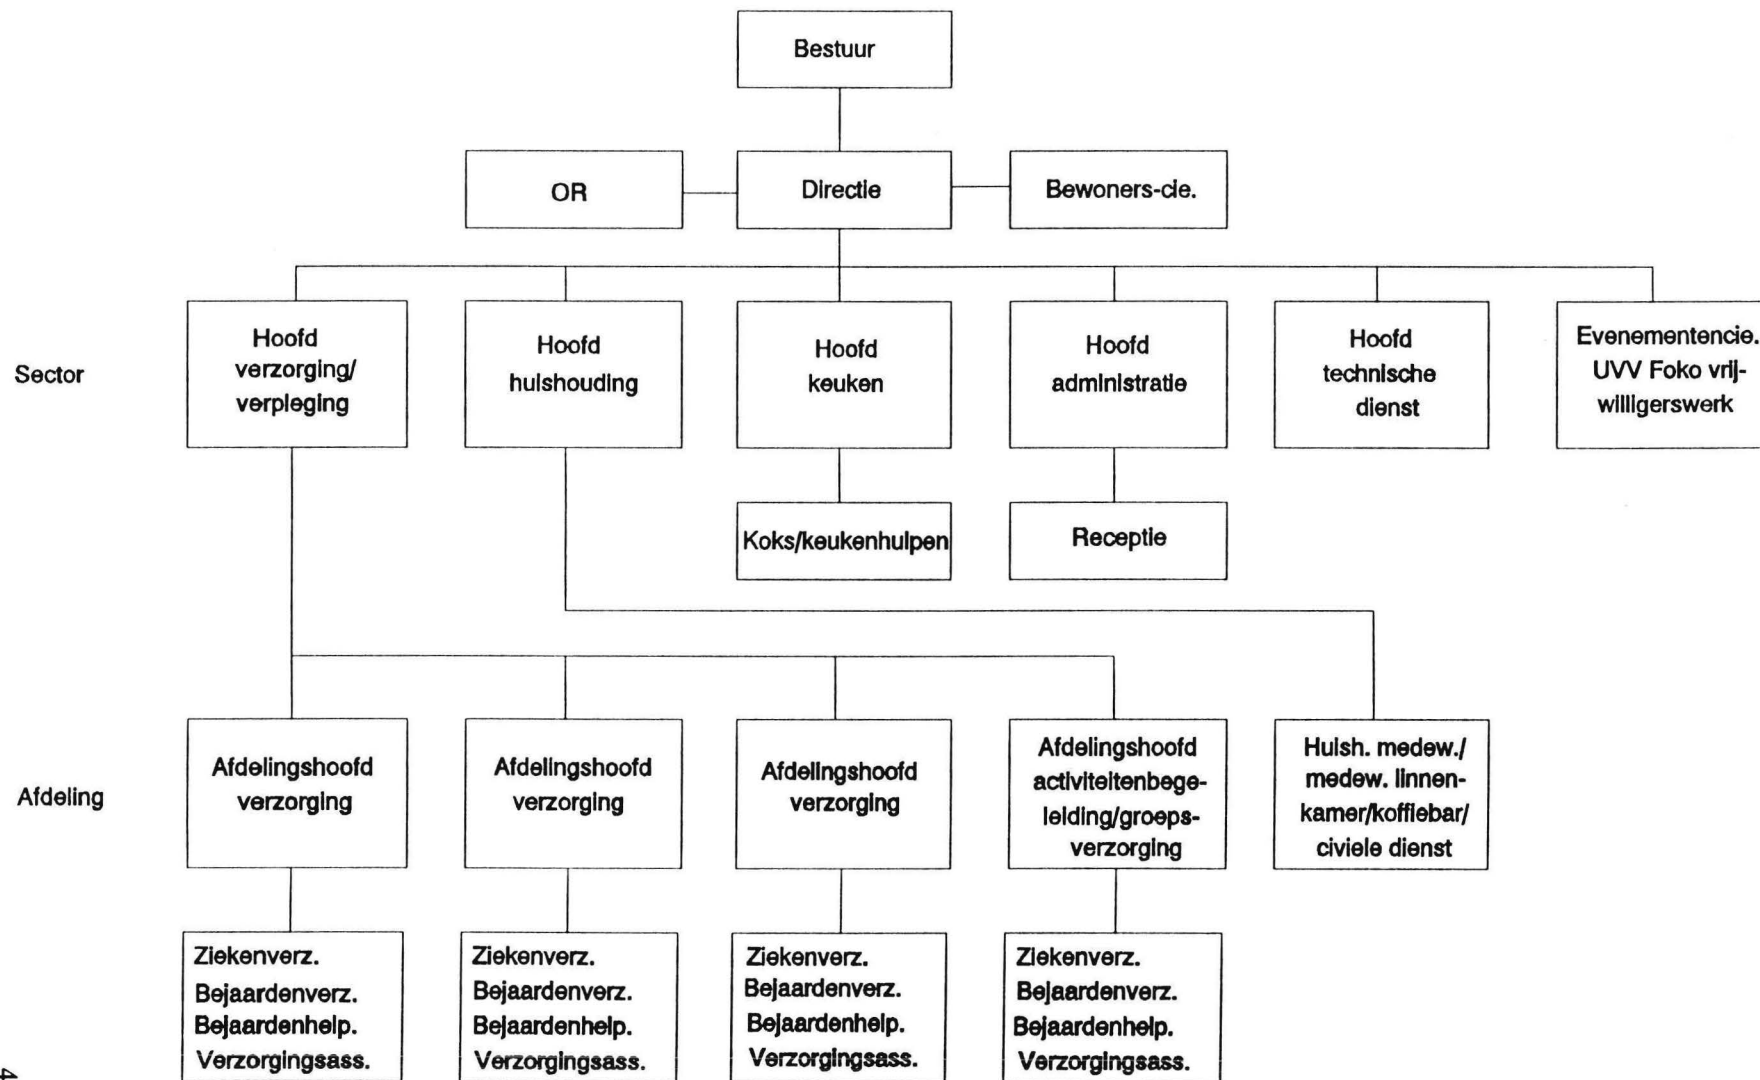 Bestuur
OR
Directie
Bewoners-cie.
Sector
Hoofd
verzorging/
verpleging
Hoofd
huishouding
Hoofd
keuken
Hoofd
administratie
Hoofd
technische
dienst
Evenementencie.
UVV Foko vrij-
willigerswerk
Koks/keukenhulpen
Receptie
Afdeling
Afdelingshoofd
verzorging
Afdelingshoofd
verzorging
Afdelingshoofd
verzorging
Afdelingshoofd
activiteitenbege-
leiding/groeps-
verzorging
Huish. medew./
medew. linnen-
kamer/koffiebar/
civiele dienst
Ziekenverz.
Bejaardenverz.
Bejaardenhelp.
Verzorgingsass.
Ziekenverz.
Bejaardenverz.
Bejaardenhelp.
Verzorgingsass.
Ziekenverz.
Bejaardenverz.
Bejaardenhelp.
Verzorgingsass.
Ziekenverz.
Bejaardenverz.
Bejaardenhelp.
Verzorgingsass.
4